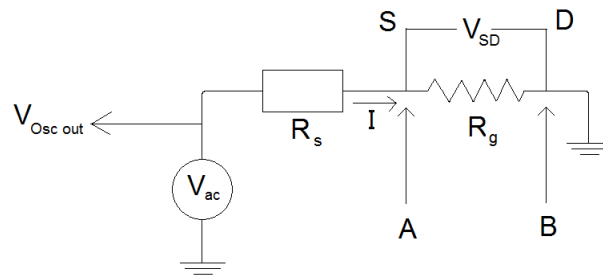 S V_SD D
V_Osc out
R_s I R_g
V_ac
A B